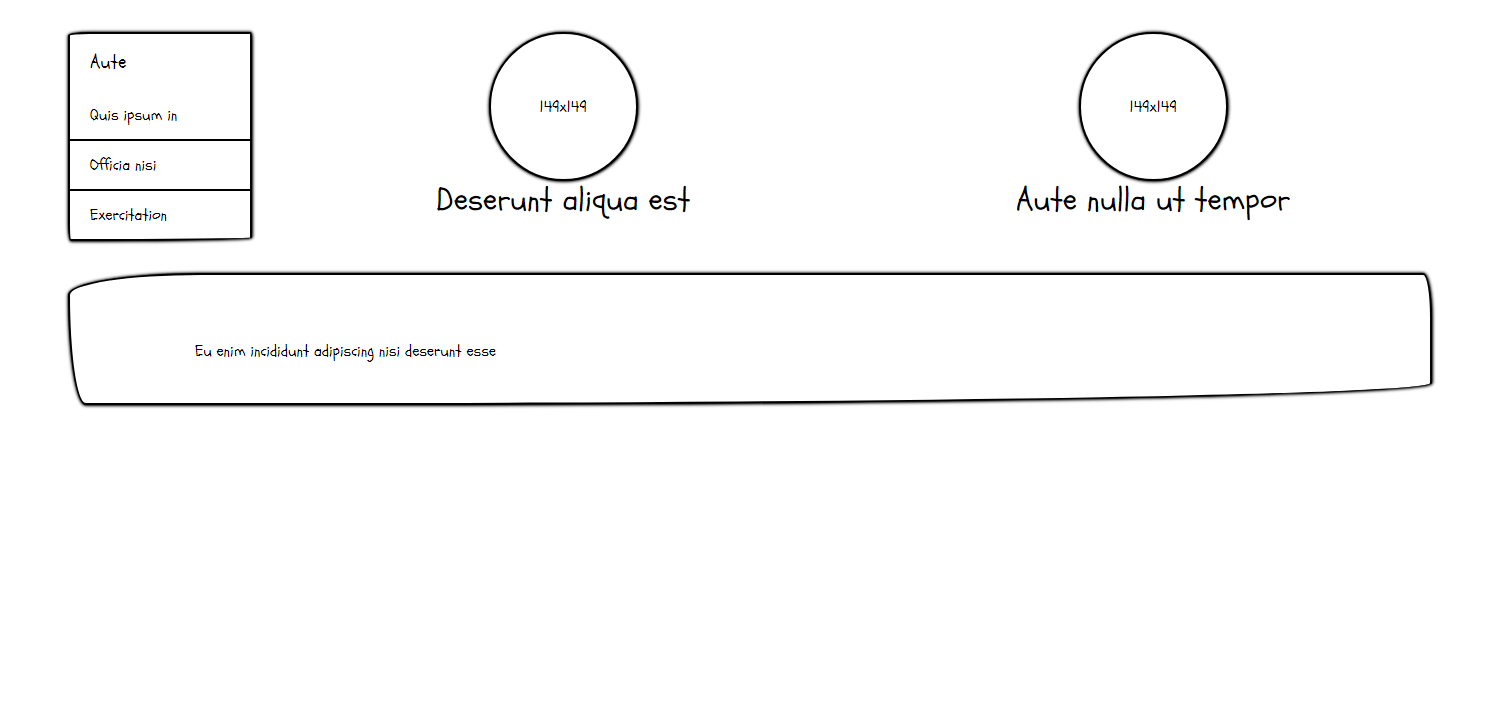 Aute
Quis ipsum in
Officia nisi
Exercitation
149x149
Deserunt aliqua est
149x149
Aute nulla ut tempor
Eu enim incididunt adipiscing nisi deserunt esse